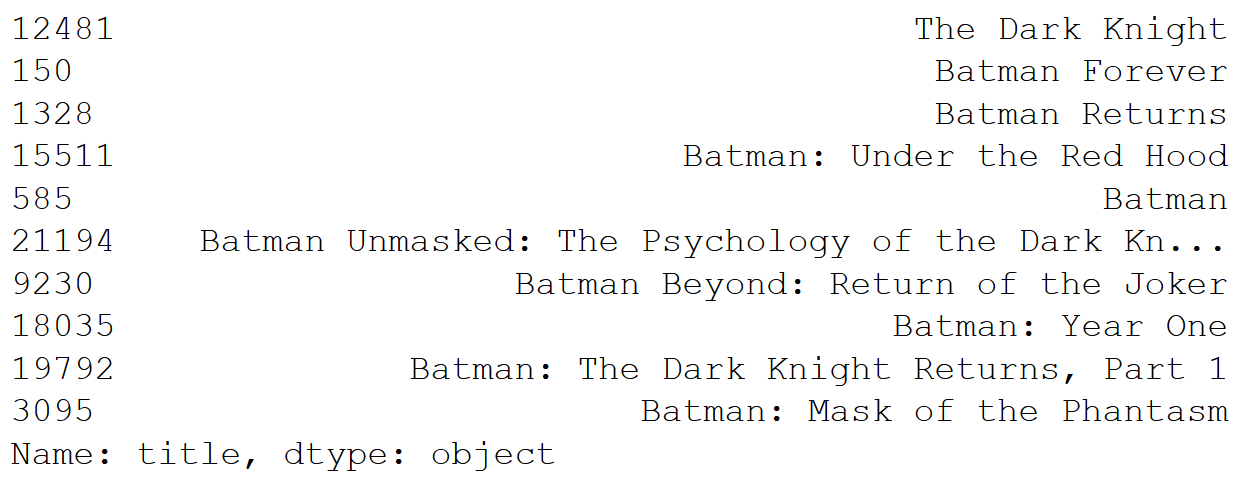 12481 The Dark Knight
150 Batman Forever
1328 Batman Returns
15511 Batman: Under the Red Hood
585 Batman
21194 Batman Unmasked: The Psychology of the Dark Kn...
9230 Batman Beyond: Return of the Joker
18035 Batman: Year One
19792 Batman: The Dark Knight Returns, Part 1
3095 Batman: Mask of the Phantasm
Name: title, dtype: object